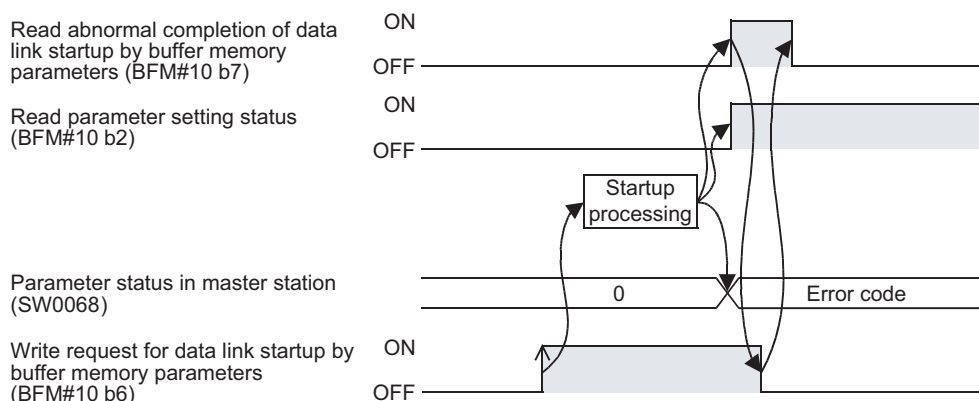 Read abnormal completion of data
link startup by buffer memory
parameters (BFM#10 b7)
ON
OFF
Read parameter setting status
(BFM#10 b2)
ON
OFF
Startup
processing
Parameter status in master station
(SW0068)
0
Error code
Write request for data link startup by
buffer memory parameters
(BFM#10 b6)
ON
OFF